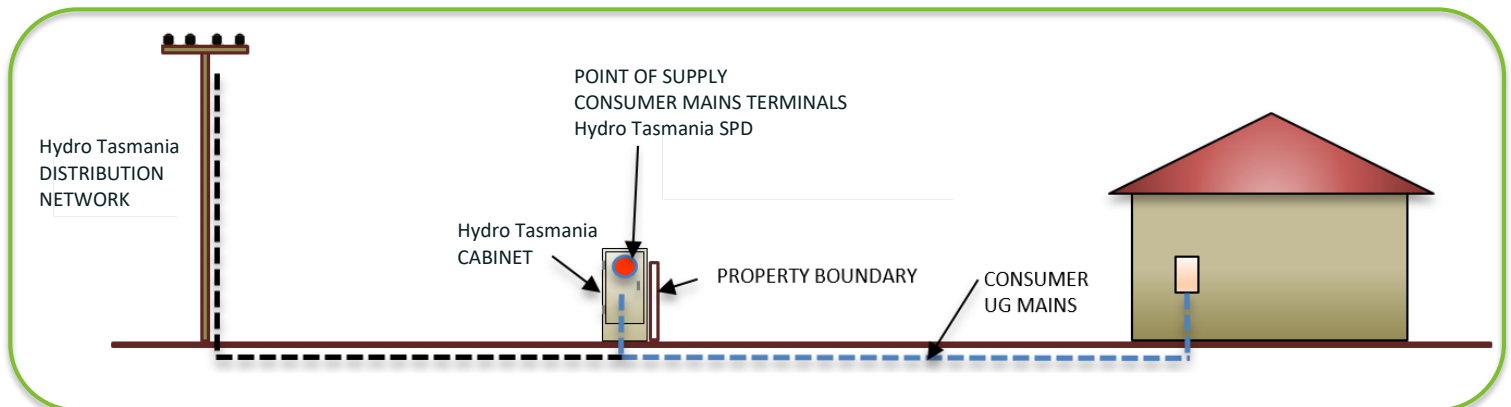 POINT OF SUPPLY
CONSUMER MAINS TERMINALS
Hydro Tasmania SPD
Hydro Tasmania
DISTRIBUTION
NETWORK
Hydro Tasmania
CABINET
PROPERTY BOUNDARY
CONSUMER
UG MAINS